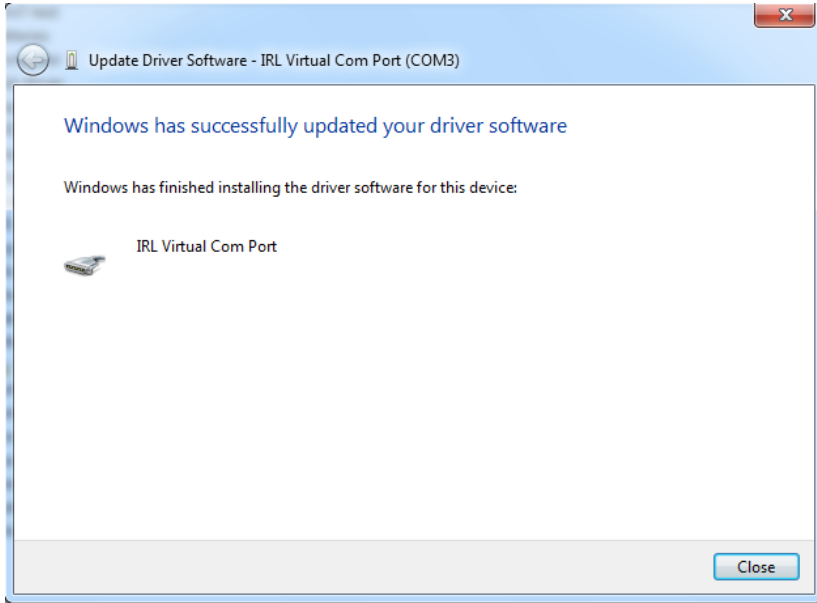 Update Driver Software - IRL Virtual Com Port (COM3)
Windows has successfully updated your driver software
Windows has finished installing the driver software for this device:
IRL Virtual Com Port
Close